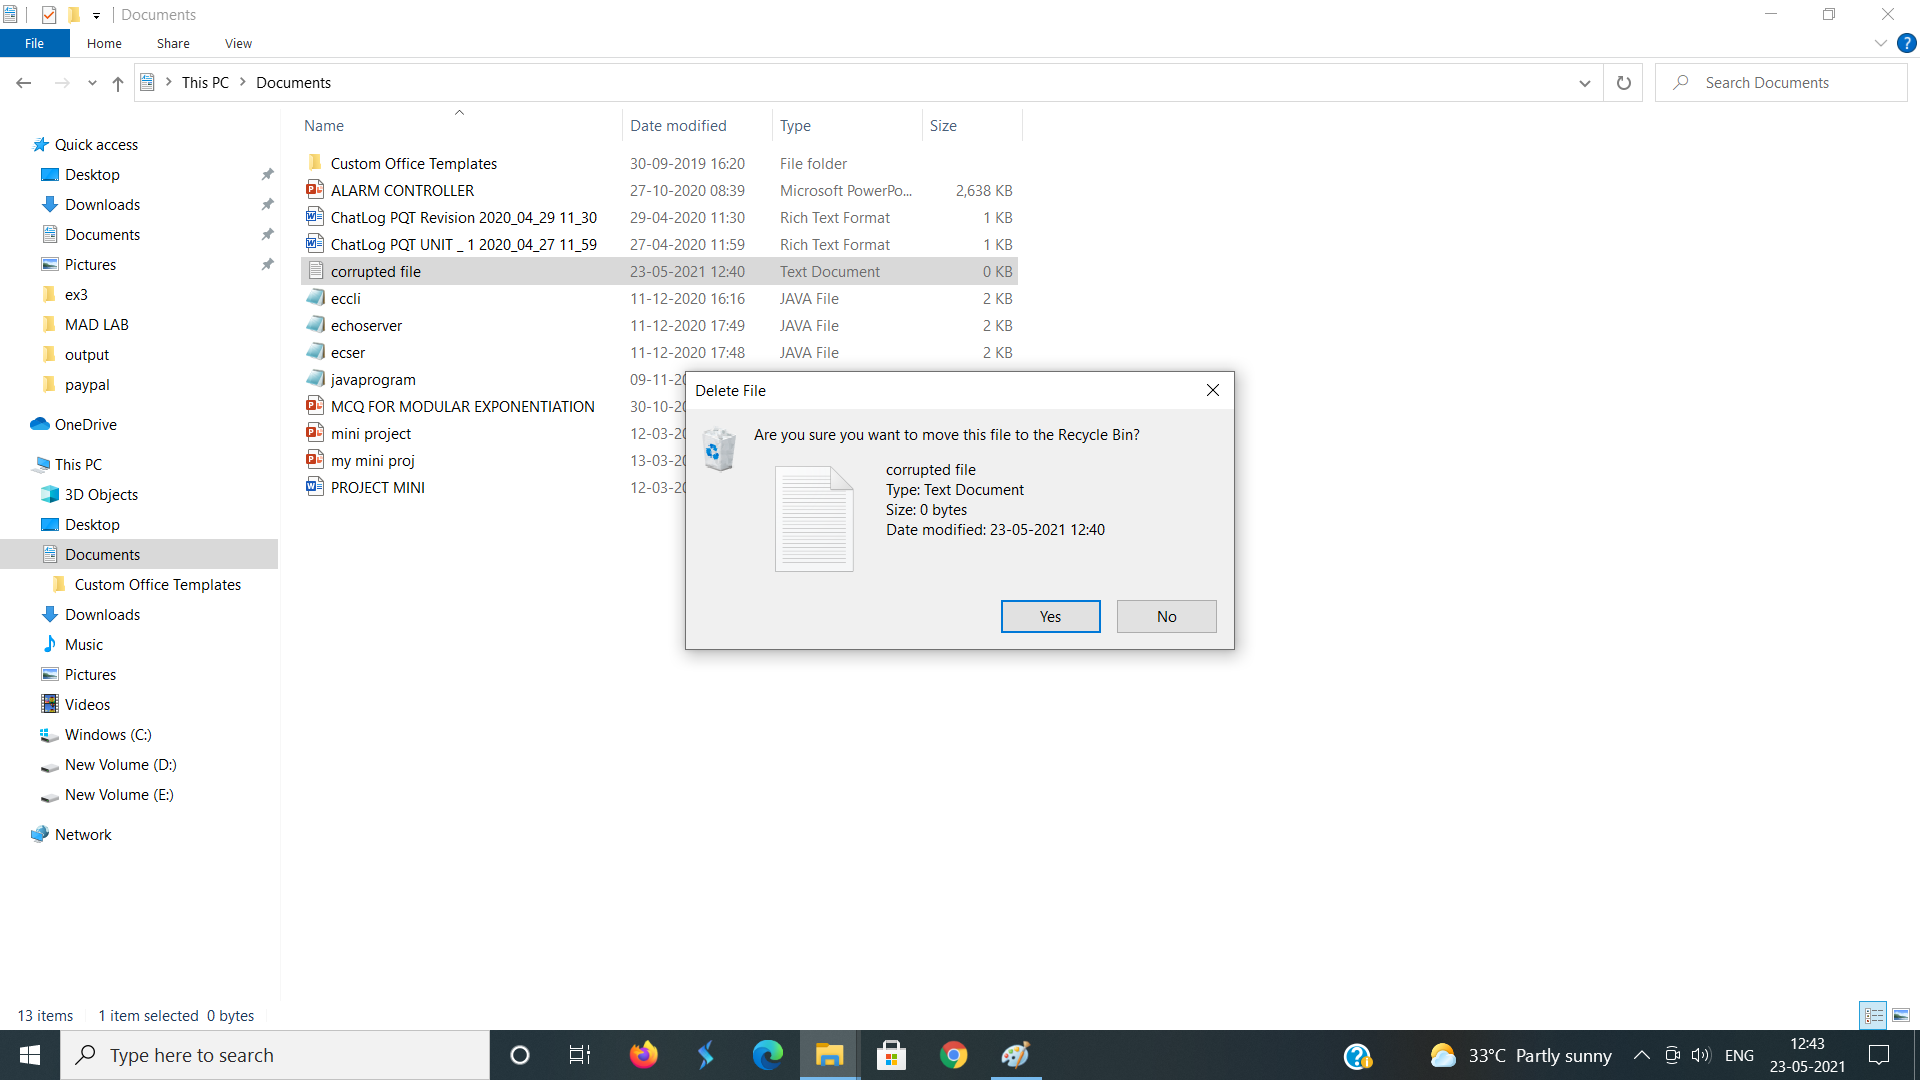 Documents
File Home Share View
?
This PC Documents
Search Documents
Name Date modified Type Size
Quick access
Desktop
Downloads
Documents
Pictures
ex3
MAD LAB
output
paypal
OneDrive
This PC
3D Objects
Desktop
Documents
Custom Office Templates
Downloads
Music
Pictures
Videos
Windows (C:)
New Volume (D:)
New Volume (E:)
Network
Custom Office Templates 30-09-2019 16:20 File folder
ALARM CONTROLLER 27-10-2020 08:39 Microsoft PowerPo... 2,638 KB
ChatLog PQT Revision 2020_04_29 11_30 29-04-2020 11:30 Rich Text Format 1 KB
ChatLog PQT UNIT _ 1 2020_04_27 11_59 27-04-2020 11:59 Rich Text Format 1 KB
corrupted file 23-05-2021 12:40 Text Document 0 KB
eccli 11-12-2020 16:16 JAVA File 2 KB
echoserver 11-12-2020 17:49 JAVA File 2 KB
ecser 11-12-2020 17:48 JAVA File 2 KB
javaprogram 09-11-20
MCQ FOR MODULAR EXPONENTIATION 30-10-20
mini project 12-03-20
my mini proj 13-03-20
PROJECT MINI 12-03-20
Delete File
Are you sure you want to move this file to the Recycle Bin?
corrupted file
Type: Text Document
Size: 0 bytes
Date modified: 23-05-2021 12:40
Yes No
13 items 1 item selected 0 bytes
Type here to search
33°C Partly sunny ENG
12:43
23-05-2021